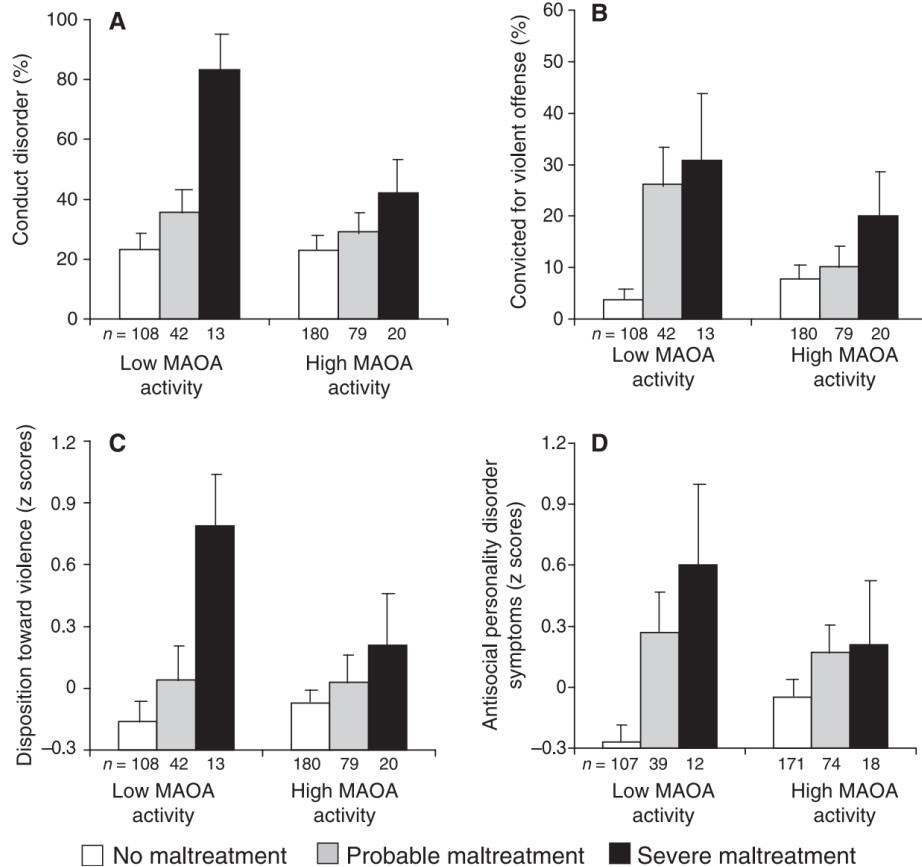 A
Conduct disorder (%)
100
80
60
40
20
0
n = 108 42 13
180 79 20
Low MAOA
activity
High MAOA
activity
B
Convicted for violent offense (%)
60
50
40
30
20
10
0
n = 108 42 13
180 79 20
Low MAOA
activity
High MAOA
activity
C
Disposition toward violence (z scores)
1.2
0.9
0.6
0.3
0
–0.3
n = 108 42 13
180 79 20
Low MAOA
activity
High MAOA
activity
D
Antisocial personality disorder
symptoms (z scores)
1.2
0.9
0.6
0.3
0
–0.3
n = 107 39 12
171 74 18
Low MAOA
activity
High MAOA
activity
No maltreatment Probable maltreatment Severe maltreatment